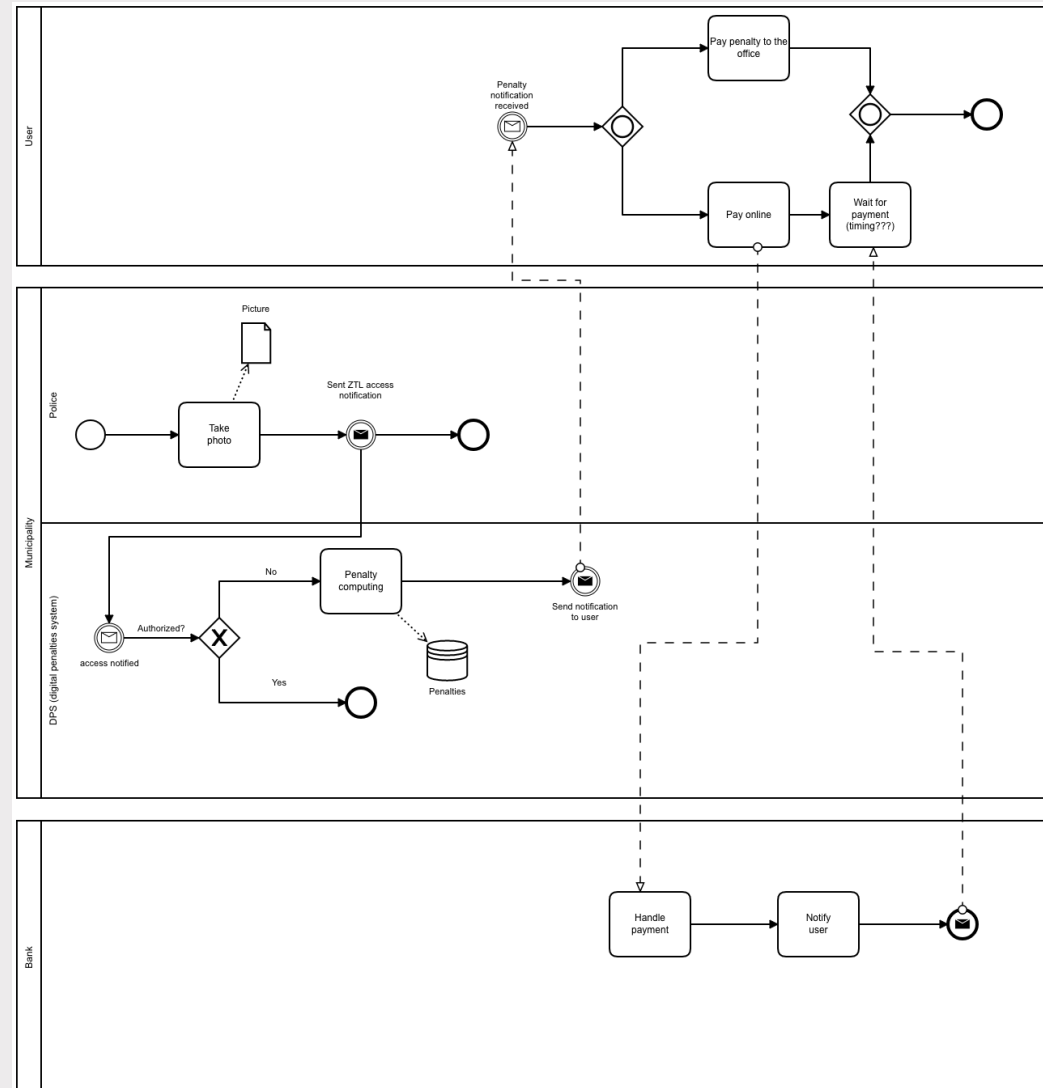 User
Penalty
notification
received
Pay penalty to the
office
Pay online
Wait for
payment
(timing???)
Municipality
Police
Picture
Take
photo
Sent ZTL access
notification
DPS (digital penalties system)
access notified
Authorized?
X
No
Yes
Penalty
computing
Penalties
Send notification
to user
Bank
Handle
payment
Notify
user